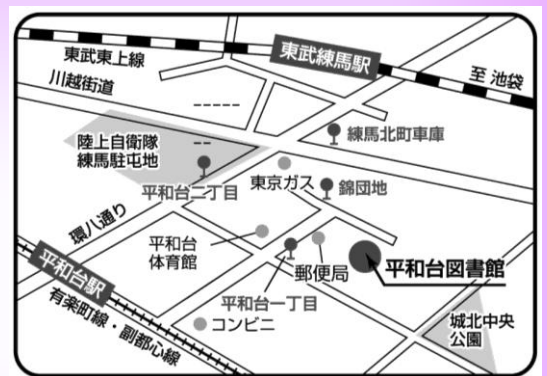 東武東上線
東武練馬駅
至 池袋
川越街道
陸上自衛隊
練馬駐屯地
練馬北町車庫
平和台二丁目
東京ガス
錦団地
環八通り
平和台
体育館
郵便局
平和台図書館
平和台駅
平和台一丁目
有楽町線・副都心線
コンビニ
城北中央
公園